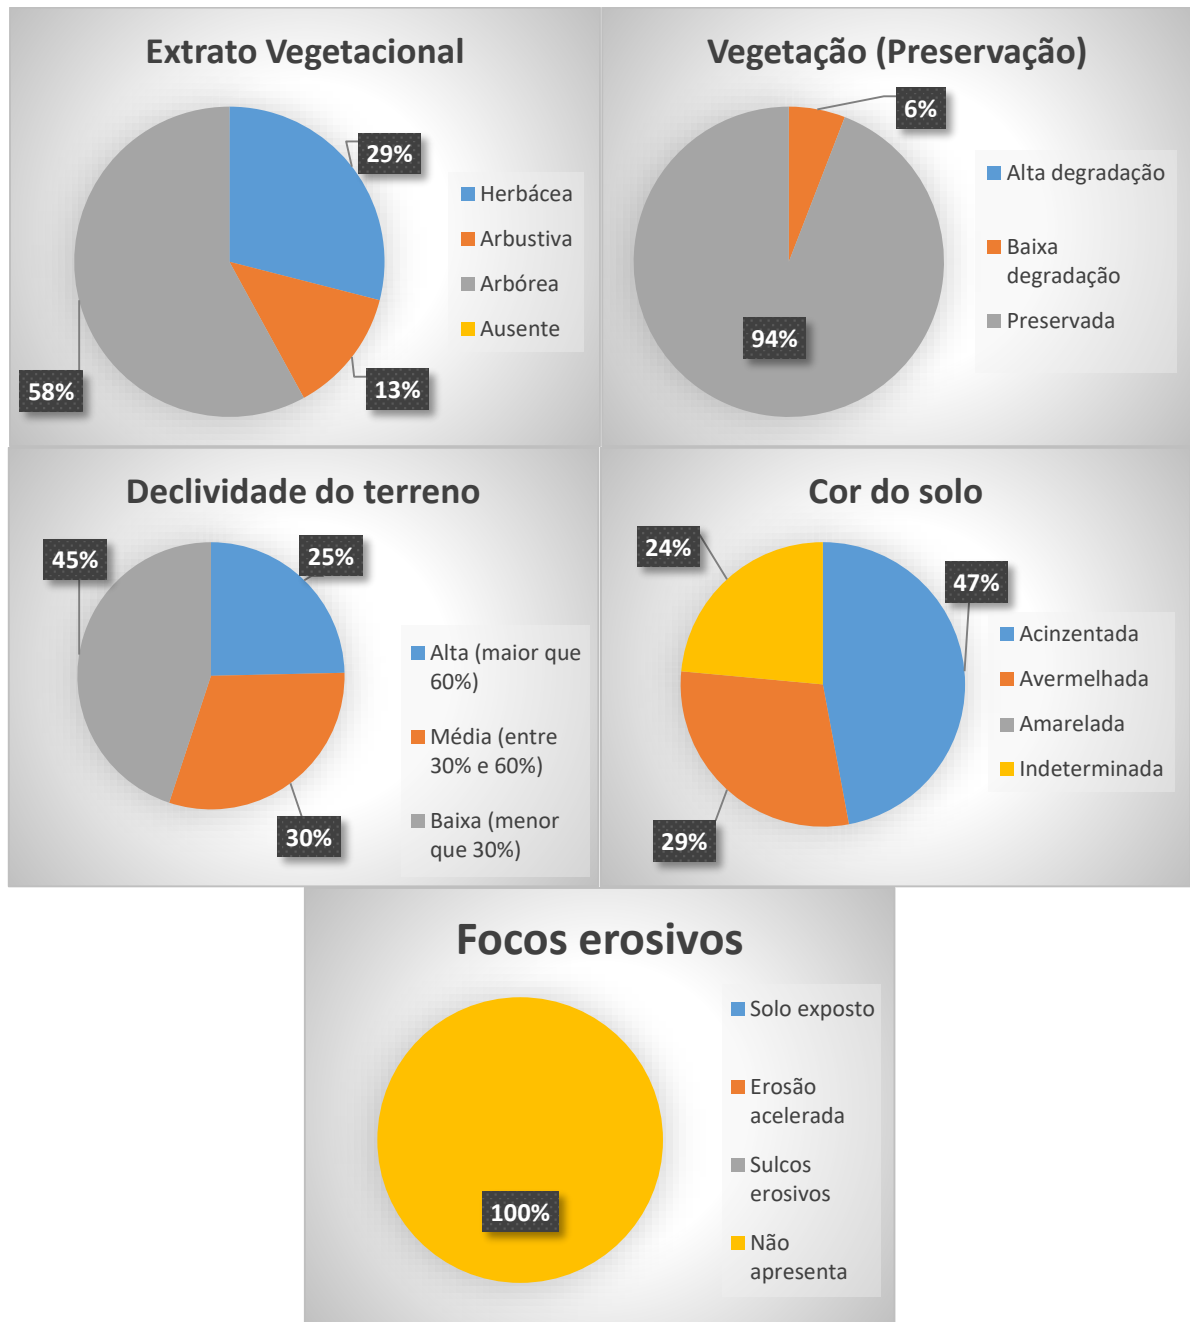 Extrato Vegetacional
29%
13%
58%
Herbácea
Arbustiva
Arbórea
Ausente
Vegetação (Preservação)
6%
94%
Alta degradação
Baixa
degradação
Preservada
Declividade do terreno
45%
25%
30%
Alta (maior que
60%)
Média (entre
30% e 60%)
Baixa (menor
que 30%)
Cor do solo
24%
47%
29%
Acinzentada
Avermelhada
Amarelada
Indeterminada
Focos erosivos
100%
Solo exposto
Erosão
acelerada
Sulcos
erosivos
Não
apresenta